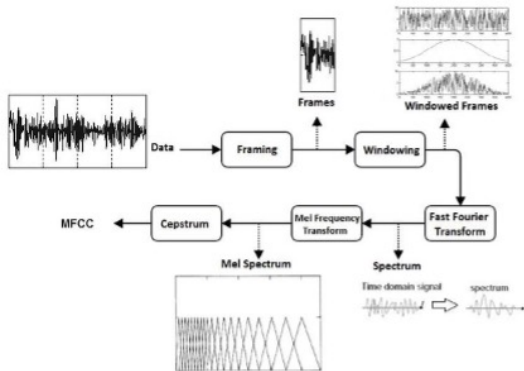 Frames
Windowed Frames
Data
Framing
Windowing
MFCC
Cepstrum
Mel Frequency
Transform
Fast Fourier
Transform
Mel Spectrum
Spectrum
Time domain signal
spectrum